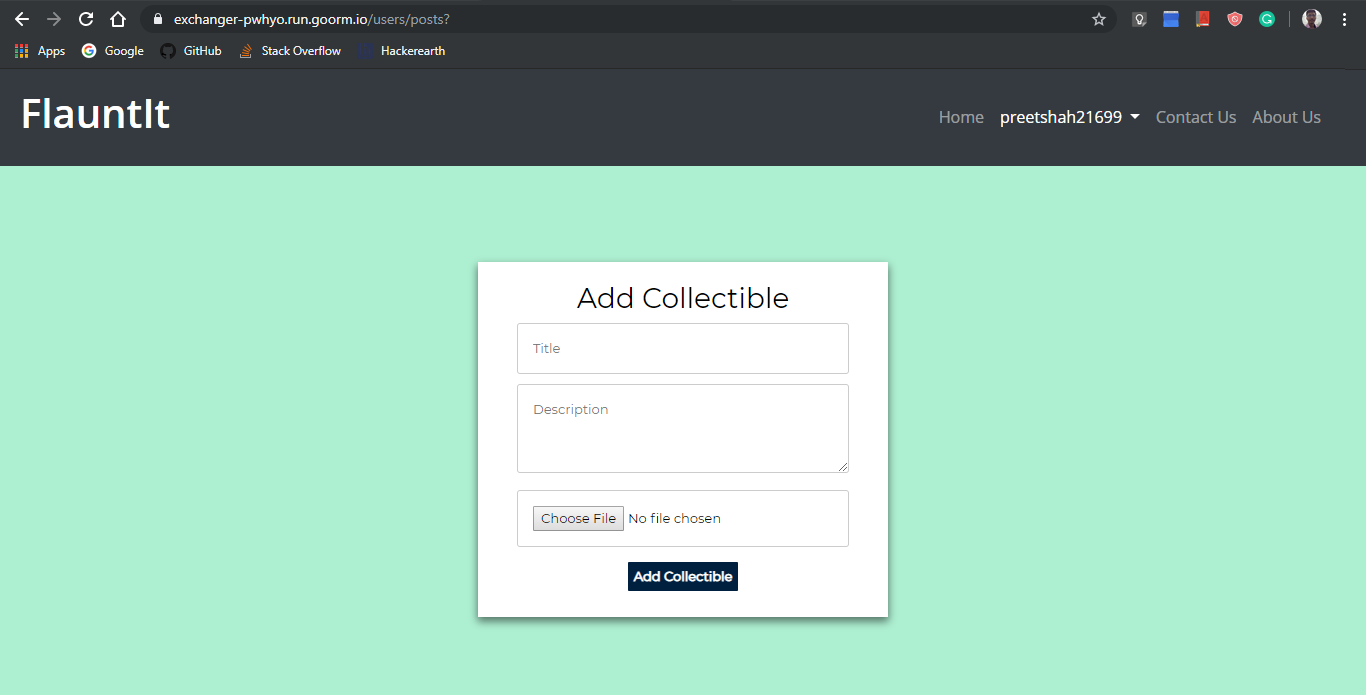 exchanger-pwhyo.run.goorm.io/users/posts?
Apps Google GitHub Stack Overflow Hackerearth
FlauntIt
Home preetshah21699 Contact Us About Us
Add Collectible
Title
Description
Choose File No file chosen
Add Collectible